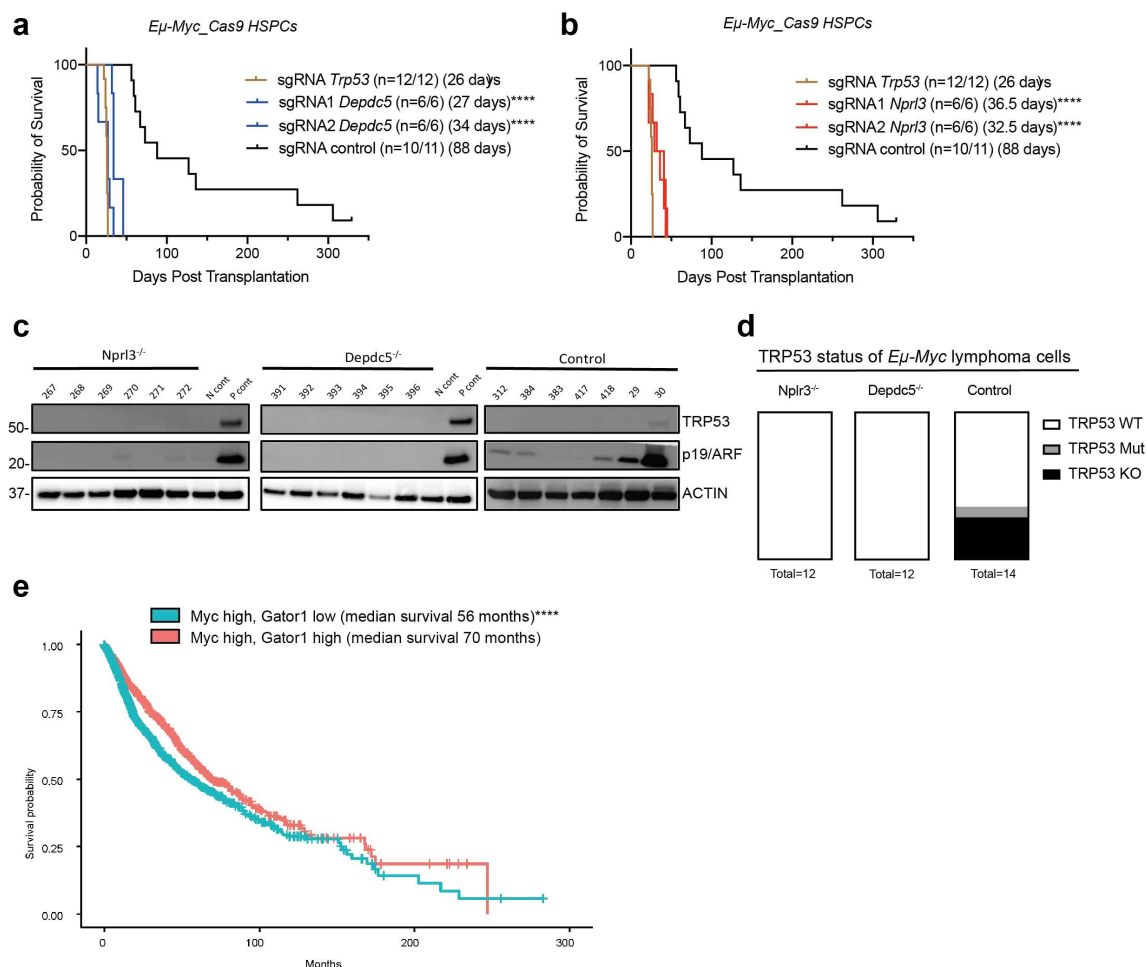 a
Eμ-Myc_Cas9 HSPCs
Probability of Survival
100
50
0
0 100 200 300
Days Post Transplantation
sgRNA Trp53 (n=12/12) (26 days)
sgRNA1 Depdc5 (n=6/6) (27 days)****
sgRNA2 Depdc5 (n=6/6) (34 days)****
sgRNA control (n=10/11) (88 days)
b
Eμ-Myc_Cas9 HSPCs
Probability of Survival
100
50
0
0 100 200 300
Days Post Transplantation
sgRNA Trp53 (n=12/12) (26 days)
sgRNA1 Nprl3 (n=6/6) (36.5 days)****
sgRNA2 Nprl3 (n=6/6) (32.5 days)****
sgRNA control (n=10/11) (88 days)
c
Nprl3-/- Depdc5-/- Control
267 268 269 270 271 272 N cont P cont 391 392 393 394 395 396 N cont P cont 312 384 383 417 418 29 30
50- TRP53
20- p19/ARF
37- ACTIN
d
TRP53 status of Eμ-Myc lymphoma cells
Nplr3-/- Depdc5-/- Control
TRP53 WT
TRP53 Mut
TRP53 KO
Total=12 Total=12 Total=14
e
Myc high, Gator1 low (median survival 56 months)****
Myc high, Gator1 high (median survival 70 months)
Survival probability
1.00
0.75
0.50
0.25
0.00
0 100 200 300
Months